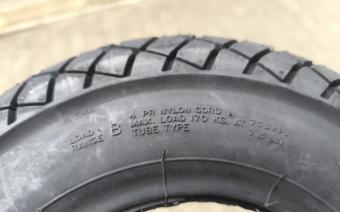 LOAD RANGE B
4 PR NYLON CORD
MAX. LOAD 170 KG. AT
TUBE TYPE